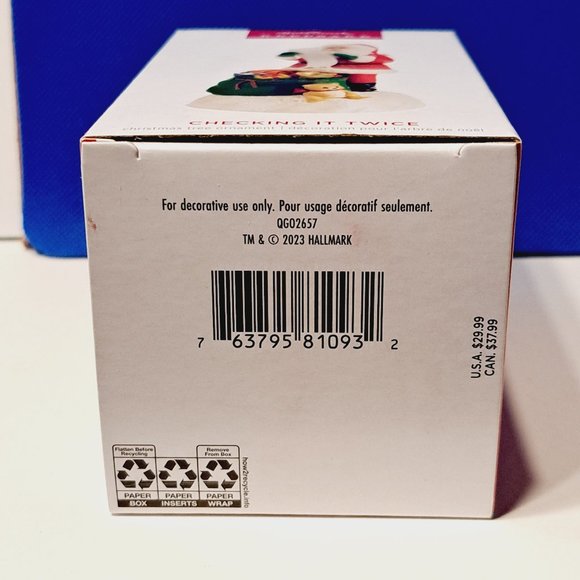 CHECKING IT TWICE
christmas tree ornament | décoration pour l'arbre de noël
For decorative use only. Pour usage décoratif seulement.
QGO2657
TM & © 2023 HALLMARK
7 63795 81093 2
U.S.A. $29.99
CAN. $37.99
Flatten Before Recycling
Remove From Box
PAPER PAPER PAPER
BOX INSERTS WRAP
how2recycle.info